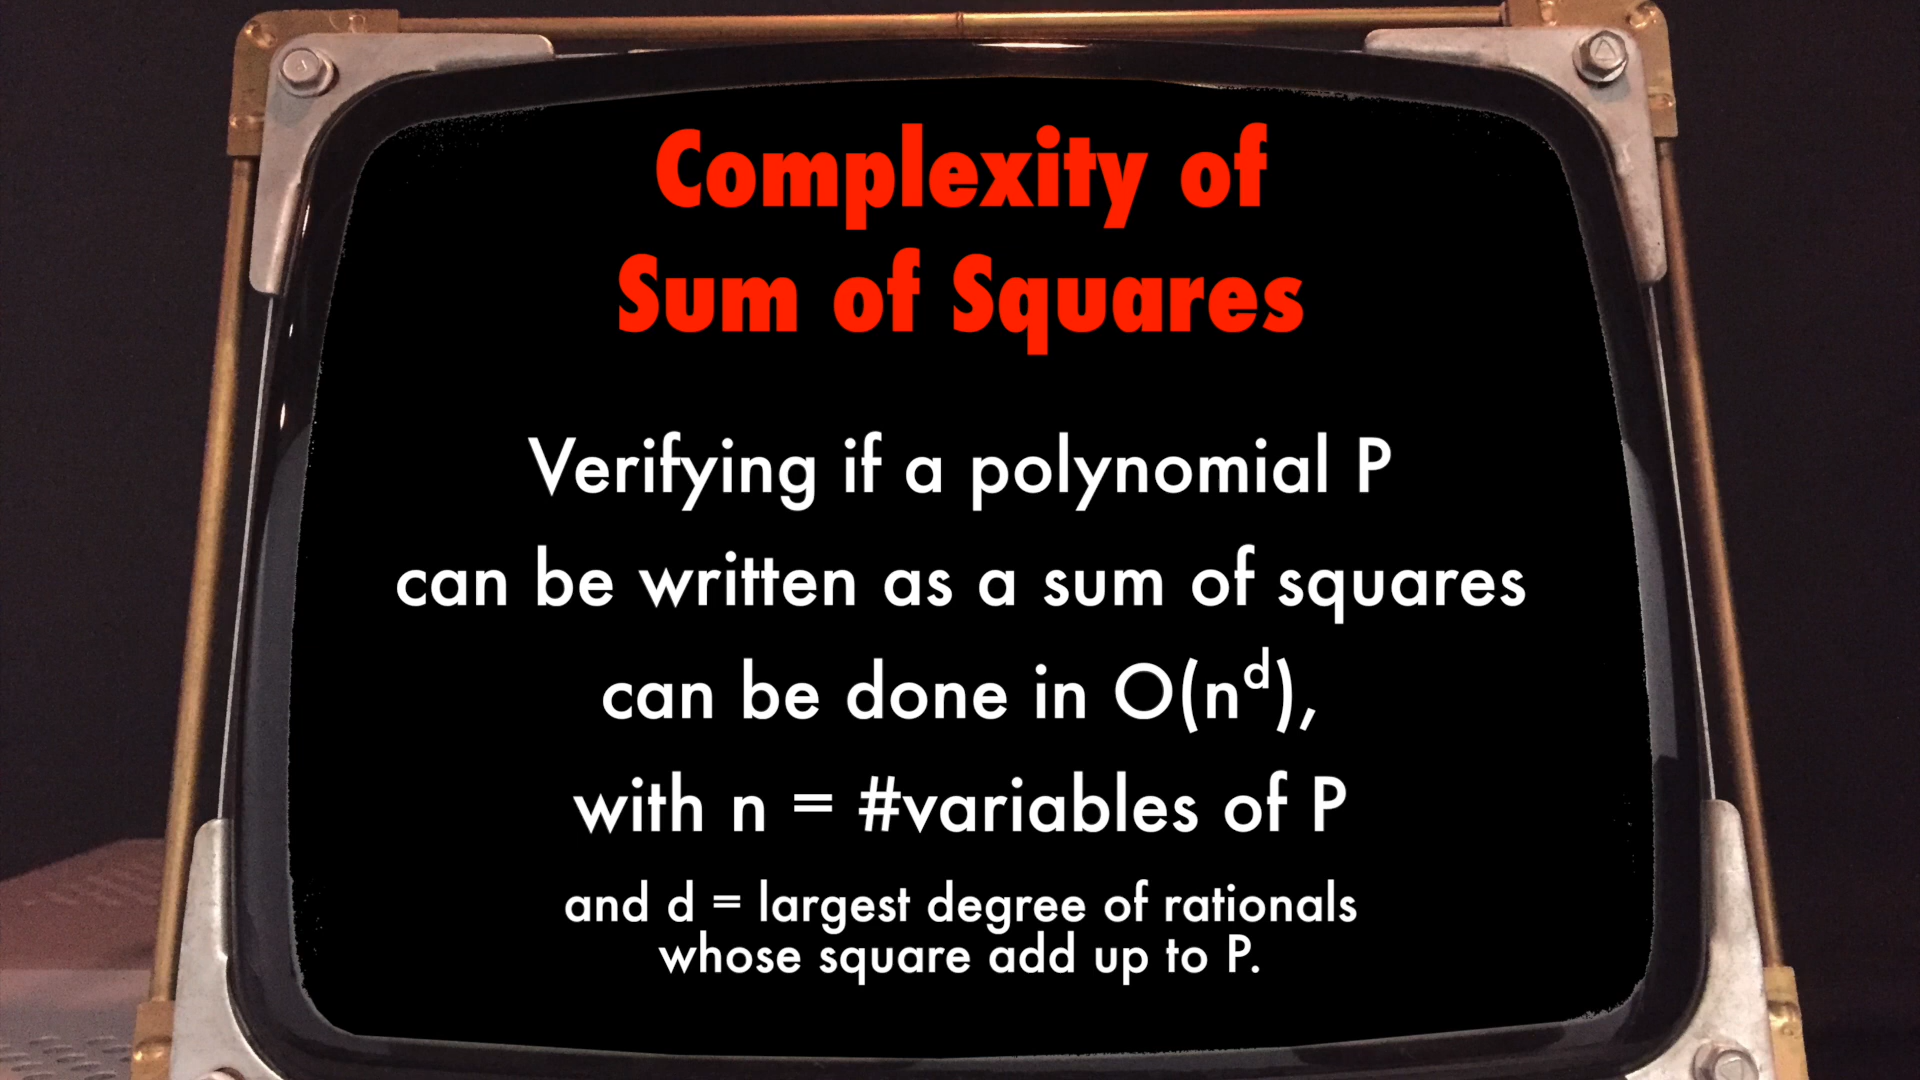 Complexity of
Sum of Squares
Verifying if a polynomial P
can be written as a sum of squares
can be done in O(nᵈ),
with n = #variables of P
and d = largest degree of rationals
whose square add up to P.